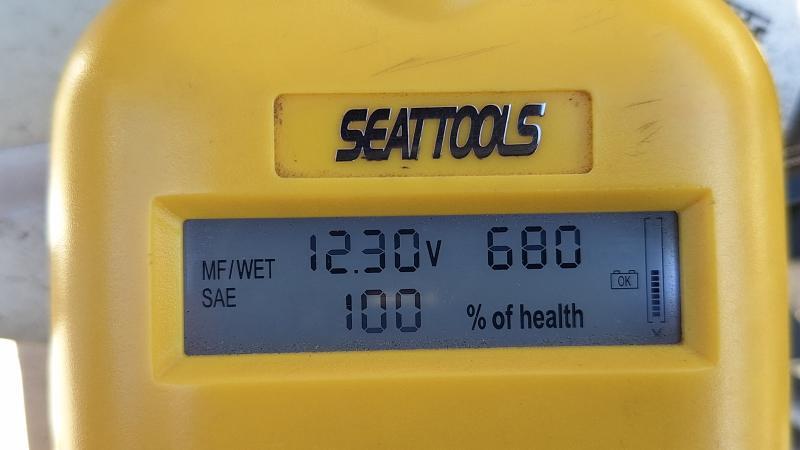 SEATTOOLS
MF/WET 12.30V 680
SAE 100 % of health
OK